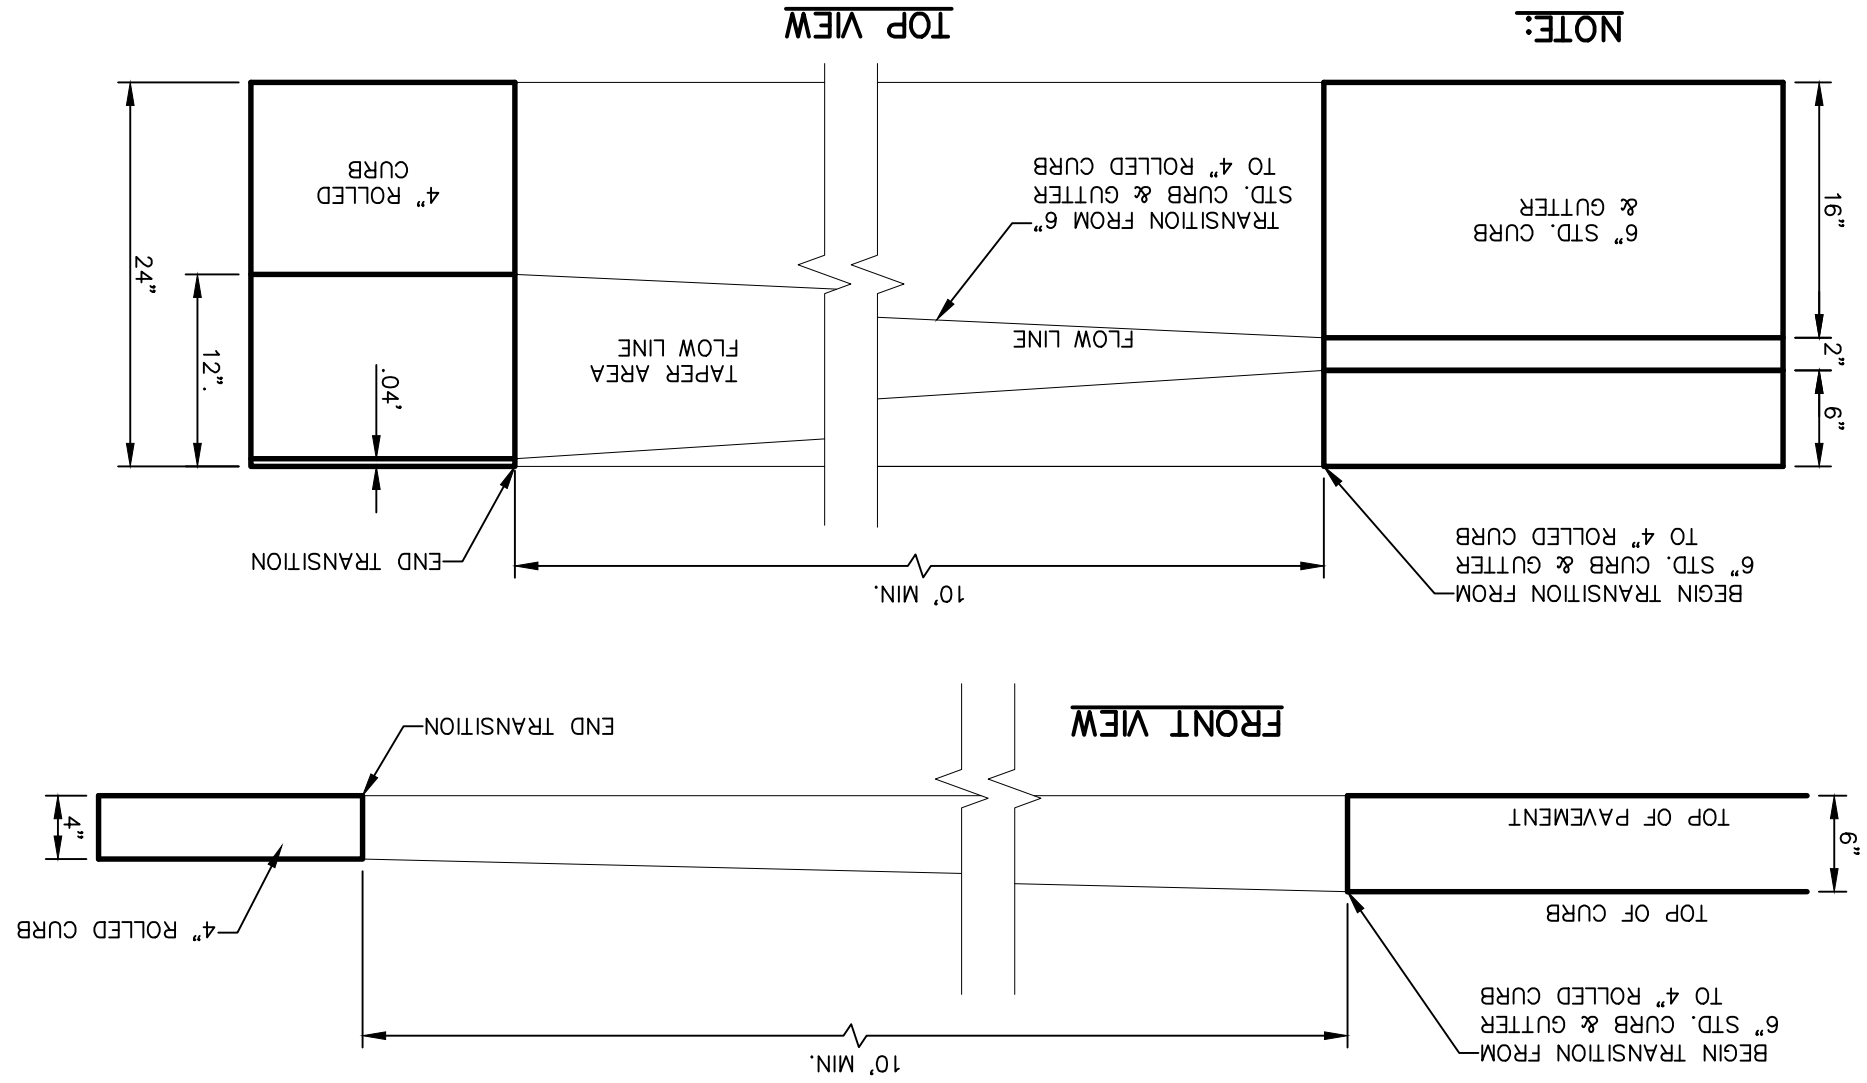 BEGIN TRANSITION FROM
6" STD. CURB & GUTTER
TO 4" ROLLED CURB
10' MIN.
TOP OF CURB
6"
TOP OF PAVEMENT
4" ROLLED CURB
4"
END TRANSITION
FRONT VIEW
BEGIN TRANSITION FROM
6" STD. CURB & GUTTER
TO 4" ROLLED CURB
10' MIN.
END TRANSITION
6"
2"
16"
6" STD. CURB
& GUTTER
FLOW LINE
TRANSITION FROM 6"
STD. CURB & GUTTER
TO 4" ROLLED CURB
TAPER AREA
FLOW LINE
.04'
12".
24"
4" ROLLED
CURB
NOTE:
TOP VIEW